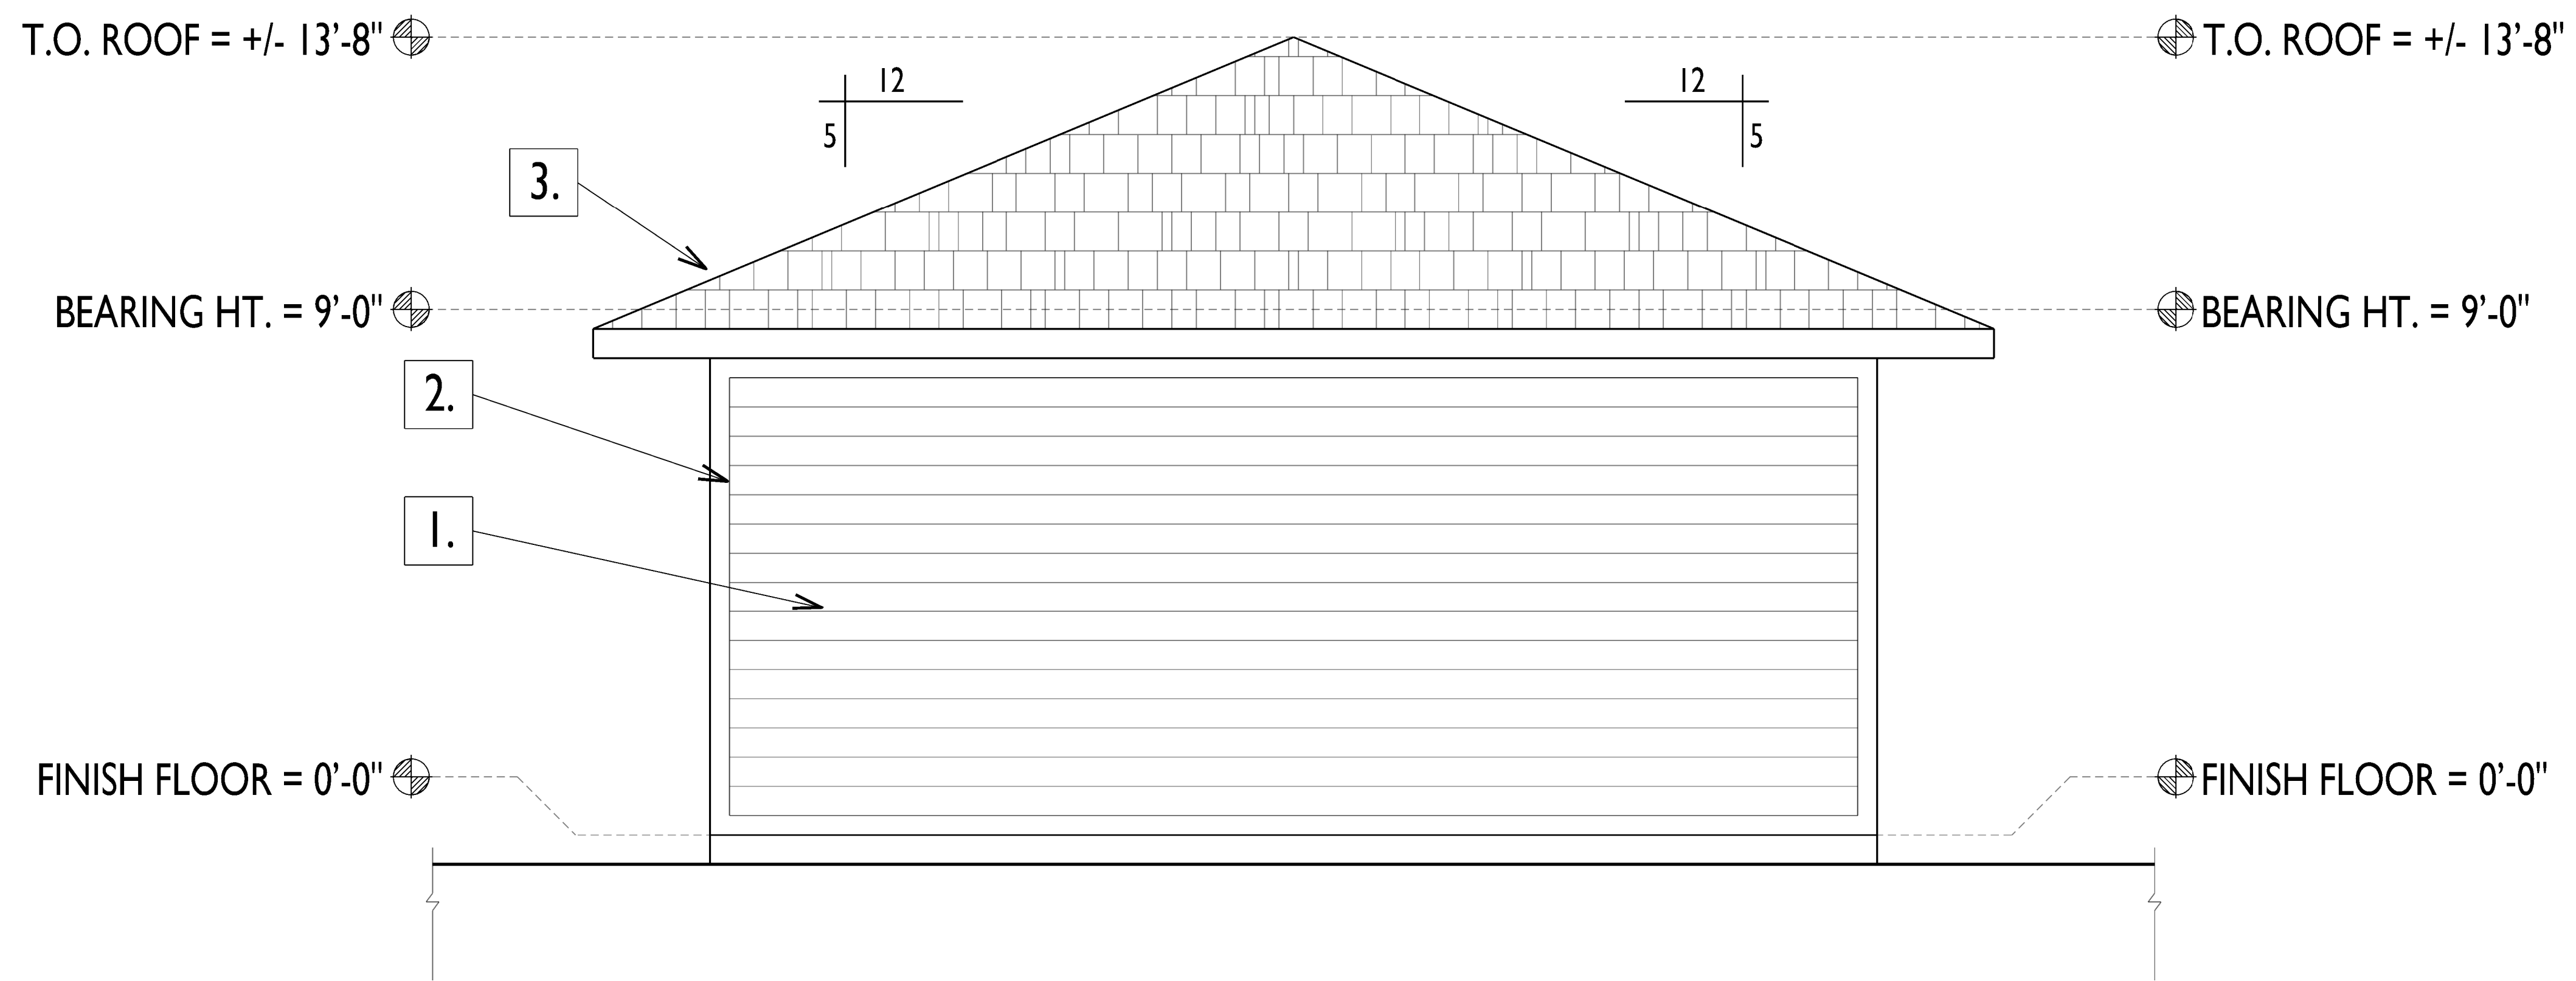 T.O. ROOF = +/- 13'-8"
T.O. ROOF = +/- 13'-8"
12
12
5
5
3.
BEARING HT. = 9'-0"
BEARING HT. = 9'-0"
2.
1.
FINISH FLOOR = 0'-0"
FINISH FLOOR = 0'-0"